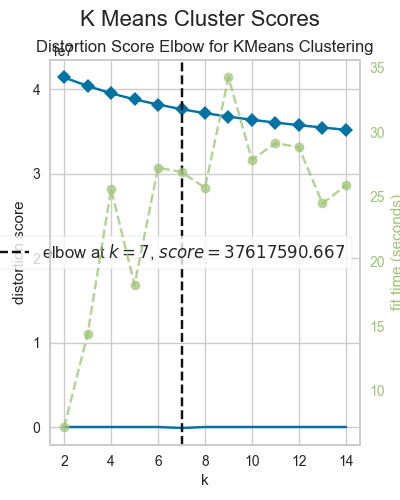 K Means Cluster Scores
Distortion Score Elbow for KMeans Clustering
1e7
35
4
30
3
25
elbow at k = 7, score = 37617590.667
2
20
distortion score
fit time (seconds)
15
1
10
0
2 4 6 8 10 12 14
k